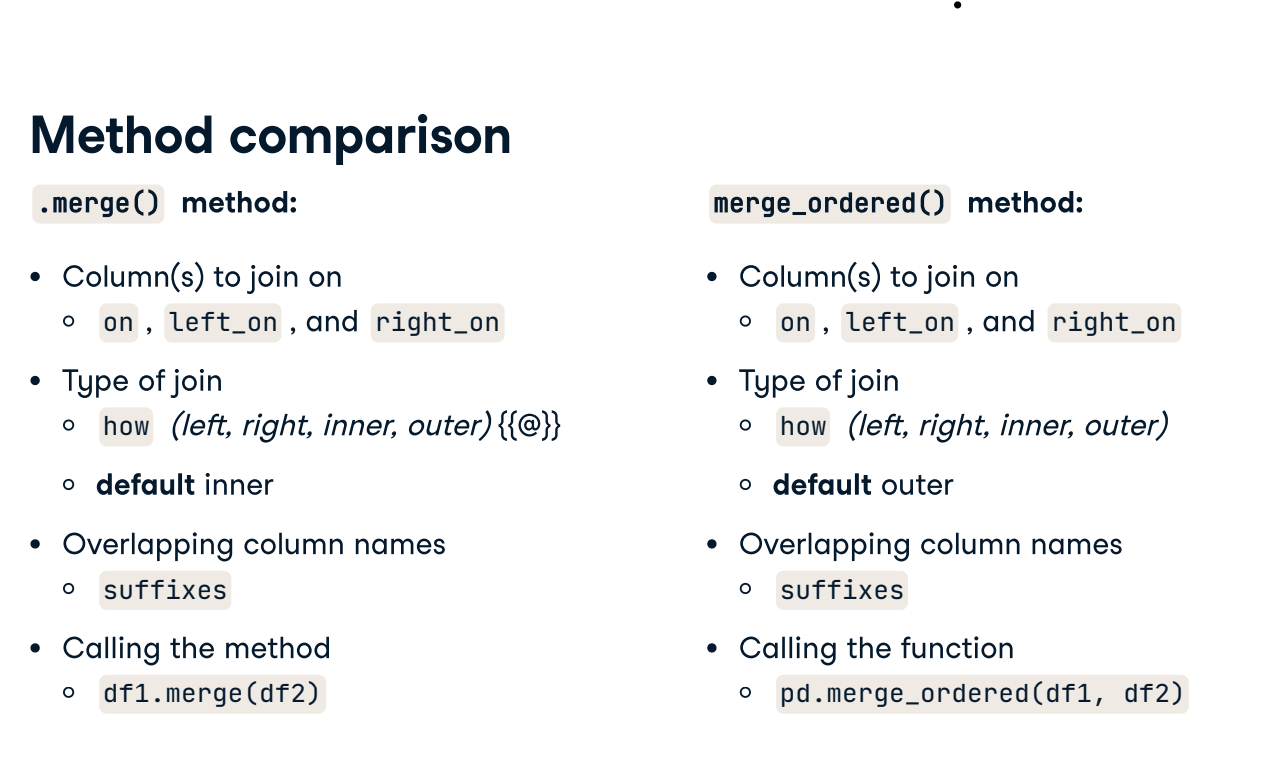 Method comparison
.merge() method:
• Column(s) to join on
○ on , left_on , and right_on
• Type of join
○ how (left, right, inner, outer) {{@}}
○ default inner
• Overlapping column names
○ suffixes
• Calling the method
○ df1.merge(df2)
merge_ordered() method:
• Column(s) to join on
○ on , left_on , and right_on
• Type of join
○ how (left, right, inner, outer)
○ default outer
• Overlapping column names
○ suffixes
• Calling the function
○ pd.merge_ordered(df1, df2)